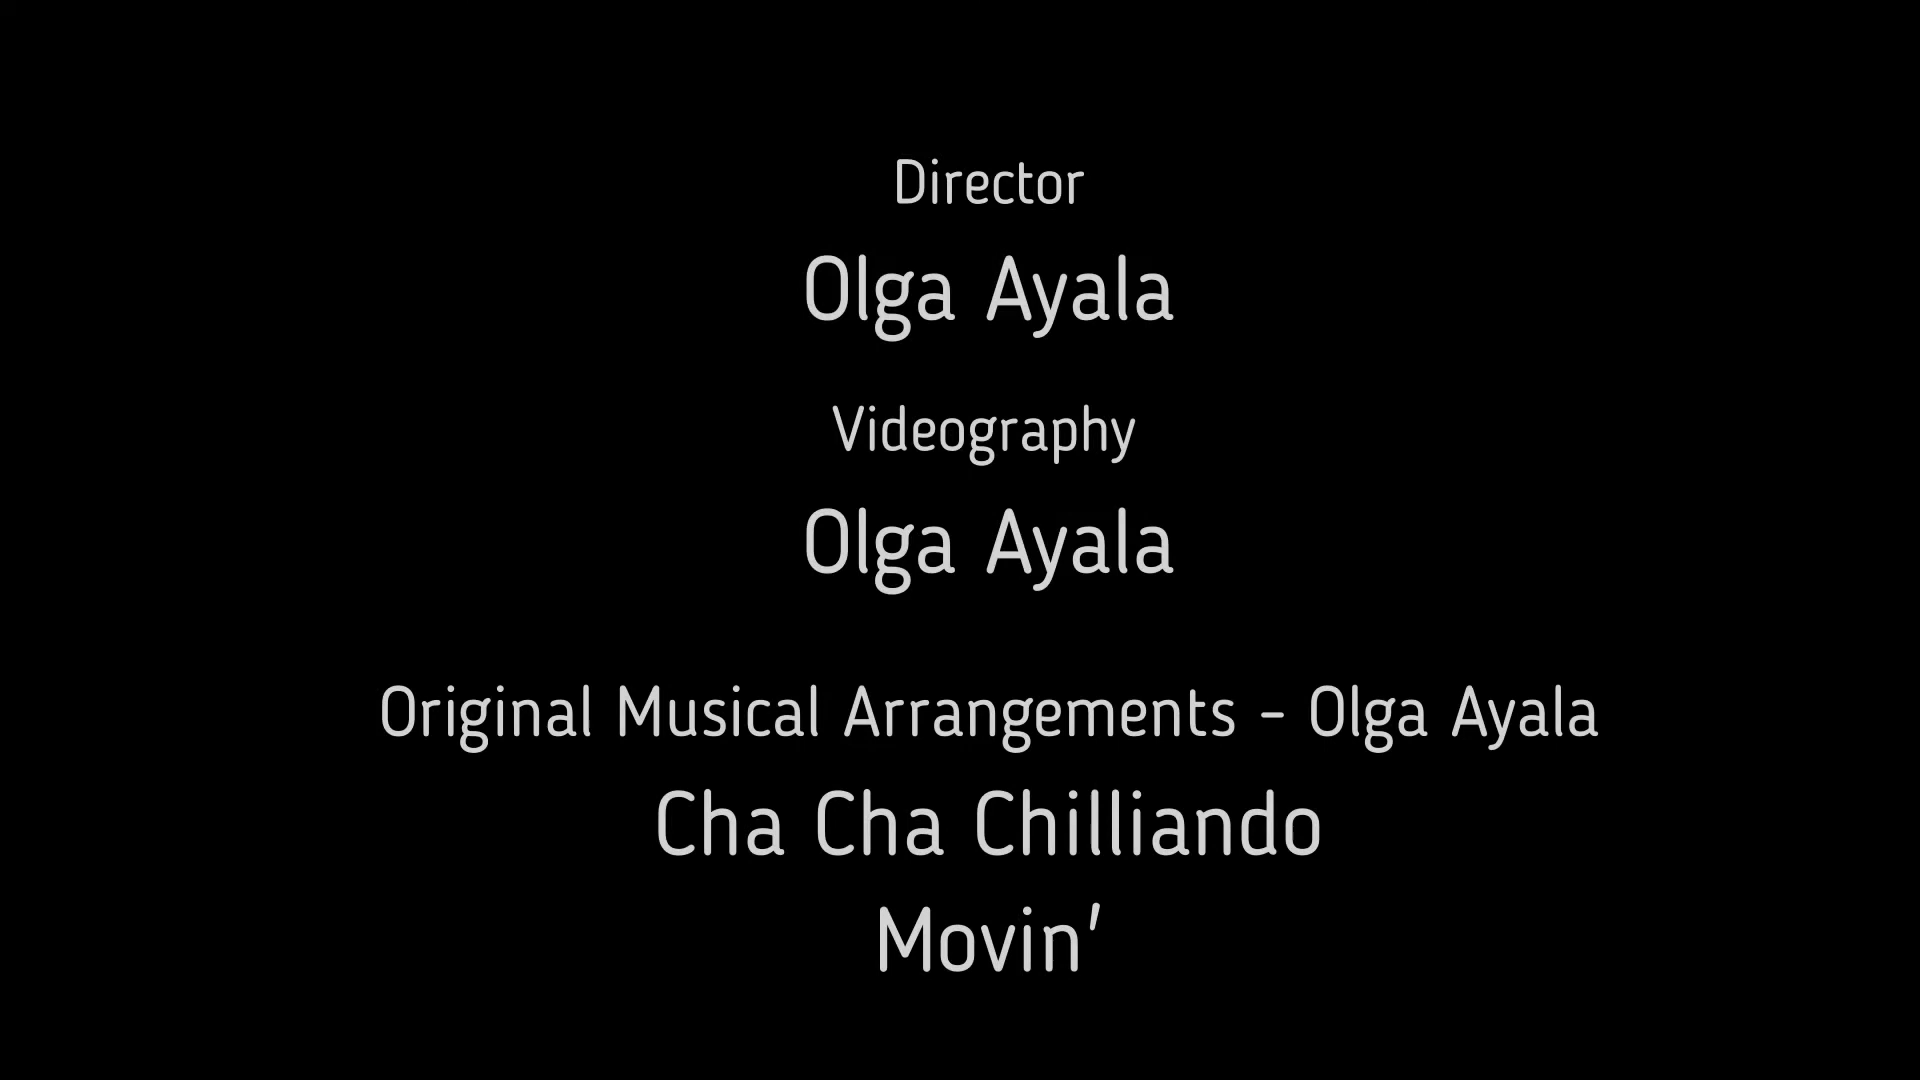 Director
Olga Ayala
Videography
Olga Ayala
Original Musical Arrangements - Olga Ayala
Cha Cha Chilliando
Movin'